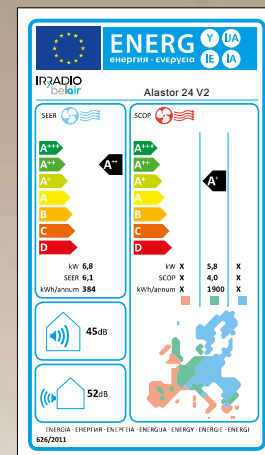 ENERG Y IJA
енергия · ενεργεια IE IA
IRRADIO
belair
Alastor 24 V2
SEER
SCOP
A+++
A++
A+
A
B
C
D
A++
A+++
A++
A+
A
B
C
D
A+
kW 6,8
SEER 6,1
kWh/annum 384
kW X 5,8 X
SCOP X 4,0 X
kWh/annum X 1900 X
45dB
52dB
ENERGIA · ЕНЕРГИЯ · ΕΝΕΡΓΕΙΑ · ENERGIJA · ENERGY · ENERGIE · ENERGI
626/2011